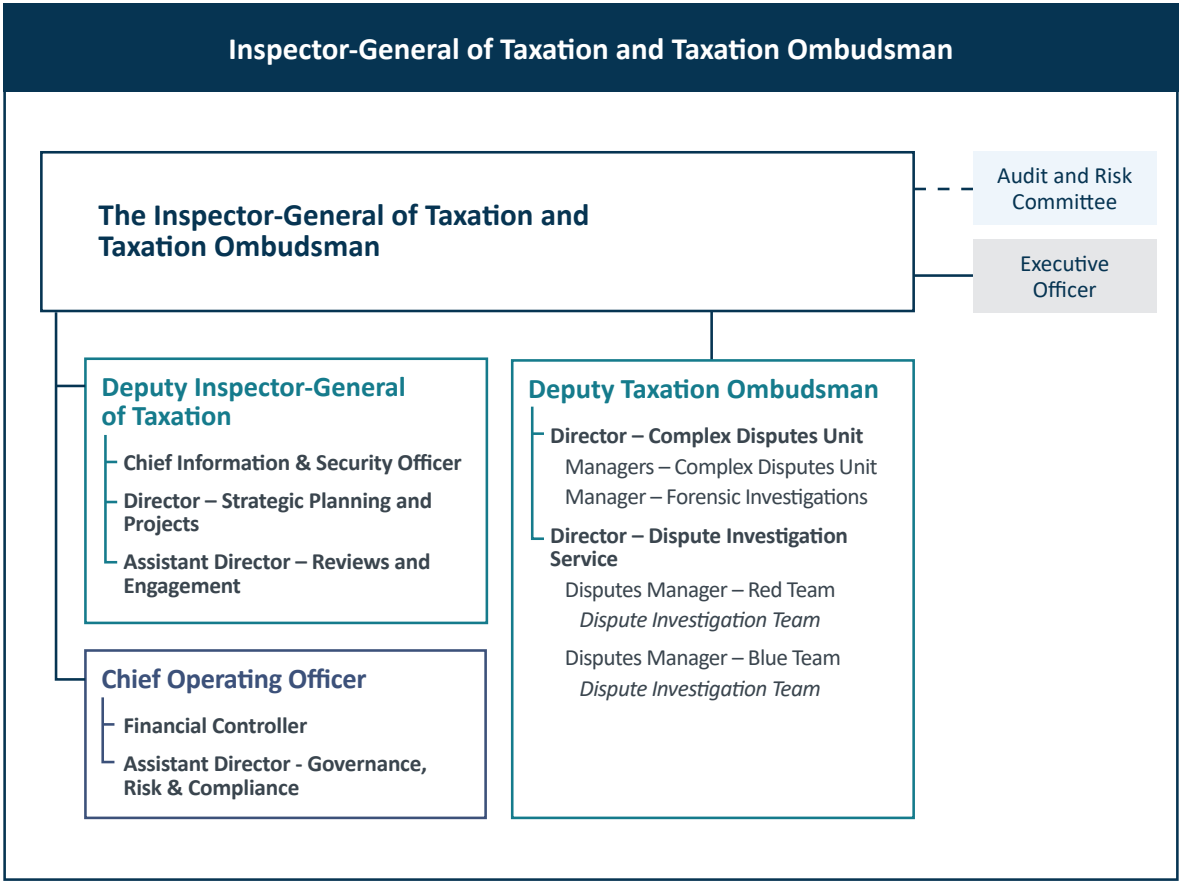 Inspector-General of Taxation and Taxation Ombudsman
The Inspector-General of Taxation and
Taxation Ombudsman
Audit and Risk
Committee
Executive
Officer
Deputy Inspector-General
of Taxation
Chief Information & Security Officer
Director – Strategic Planning and
Projects
Assistant Director – Reviews and
Engagement
Chief Operating Officer
Financial Controller
Assistant Director - Governance,
Risk & Compliance
Deputy Taxation Ombudsman
Director – Complex Disputes Unit
Managers – Complex Disputes Unit
Manager – Forensic Investigations
Director – Dispute Investigation
Service
Disputes Manager – Red Team
Dispute Investigation Team
Disputes Manager – Blue Team
Dispute Investigation Team